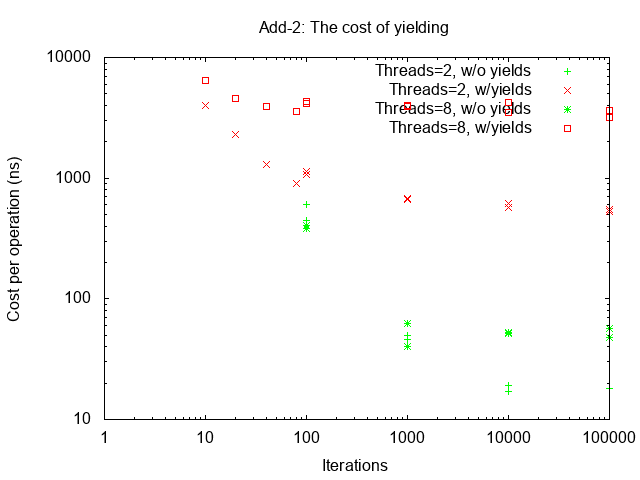 Add-2: The cost of yielding
10000
1000
100
10
Cost per operation (ns)
Threads=2, w/o yields
Threads=2, w/yields
Threads=8, w/o yields
Threads=8, w/yields
1 10 100 1000 10000 100000
Iterations